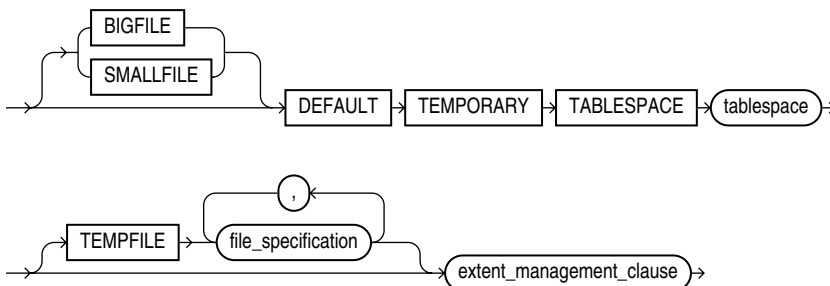 BIGFILE
SMALLFILE
DEFAULT TEMPORARY TABLESPACE tablespace
,
TEMPFILE file_specification
extent_management_clause